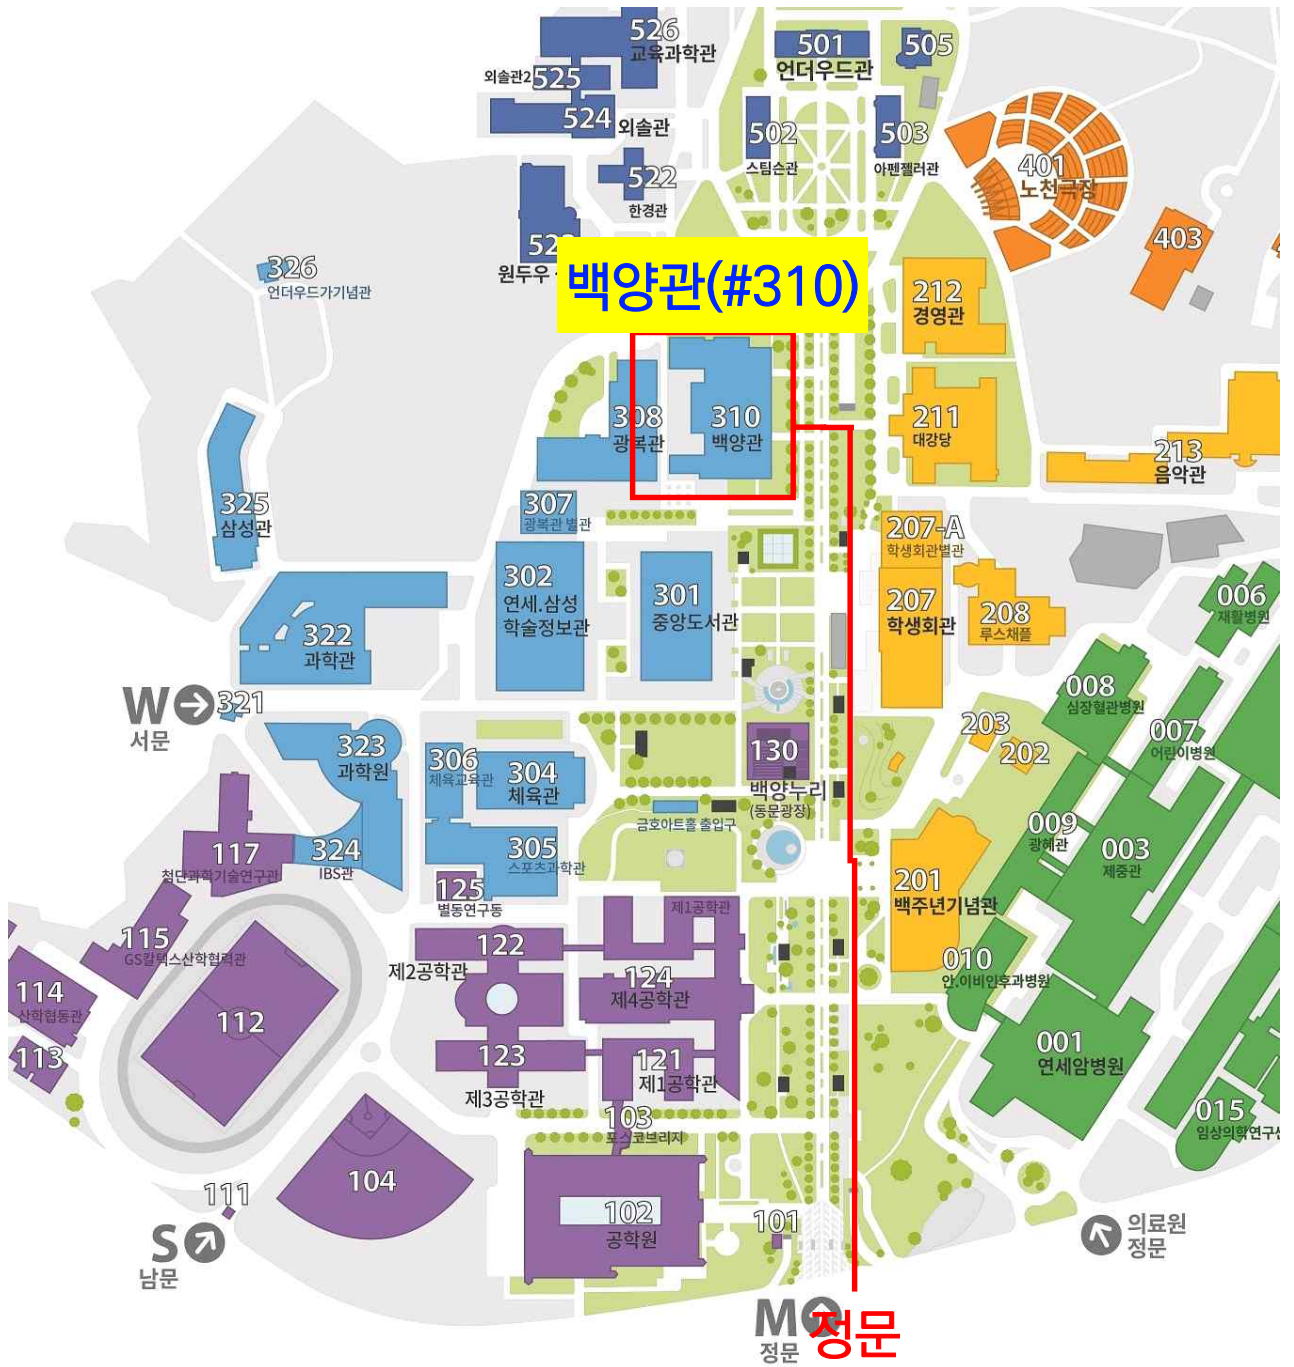 526
교육과학관
501
언더우드관
505
외솔관2 525
524
외솔관
502
스팀슨관
503
아펜젤러관
401
노천극장
522
한경관
403
원두우
326
언더우드가기념관
백양관(#310)
212
경영관
308
광복관
310
백양관
211
대강당
213
음악관
325
삼성관
307
광복관 별관
207-A
학생회관별관
302
연세.삼성
학술정보관
301
중앙도서관
207
학생회관
208
루스채플
006
재활병원
322
과학관
008
심장혈관병원
W
서문
321
203
202
007
어린이병원
323
과학원
306
체육교육관
304
체육관
130
백양누리
(동문광장)
금호아트홀 출입구
009
광혜관
003
제중관
117
첨단과학기술연구관
324
IBS관
305
스포츠과학관
125
별동연구동
201
백주년기념관
제1공학관
115
GS칼텍스산학협력관
122
제2공학관
124
제4공학관
010
안.이비인후과병원
114
산학협동관
112
113
123
제3공학관
121
제1공학관
001
연세암병원
103
포스코브리지
015
임상의학연구
104
111
102
공학원
101
S
남문
의료원
정문
M
정문
정문